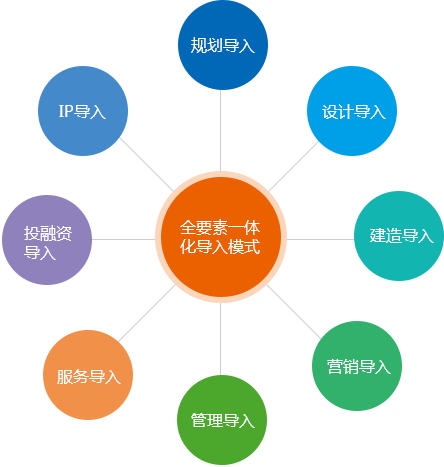 规划导入
IP导入
设计导入
全要素一体
化导入模式
投融资
导入
建造导入
服务导入
营销导入
管理导入